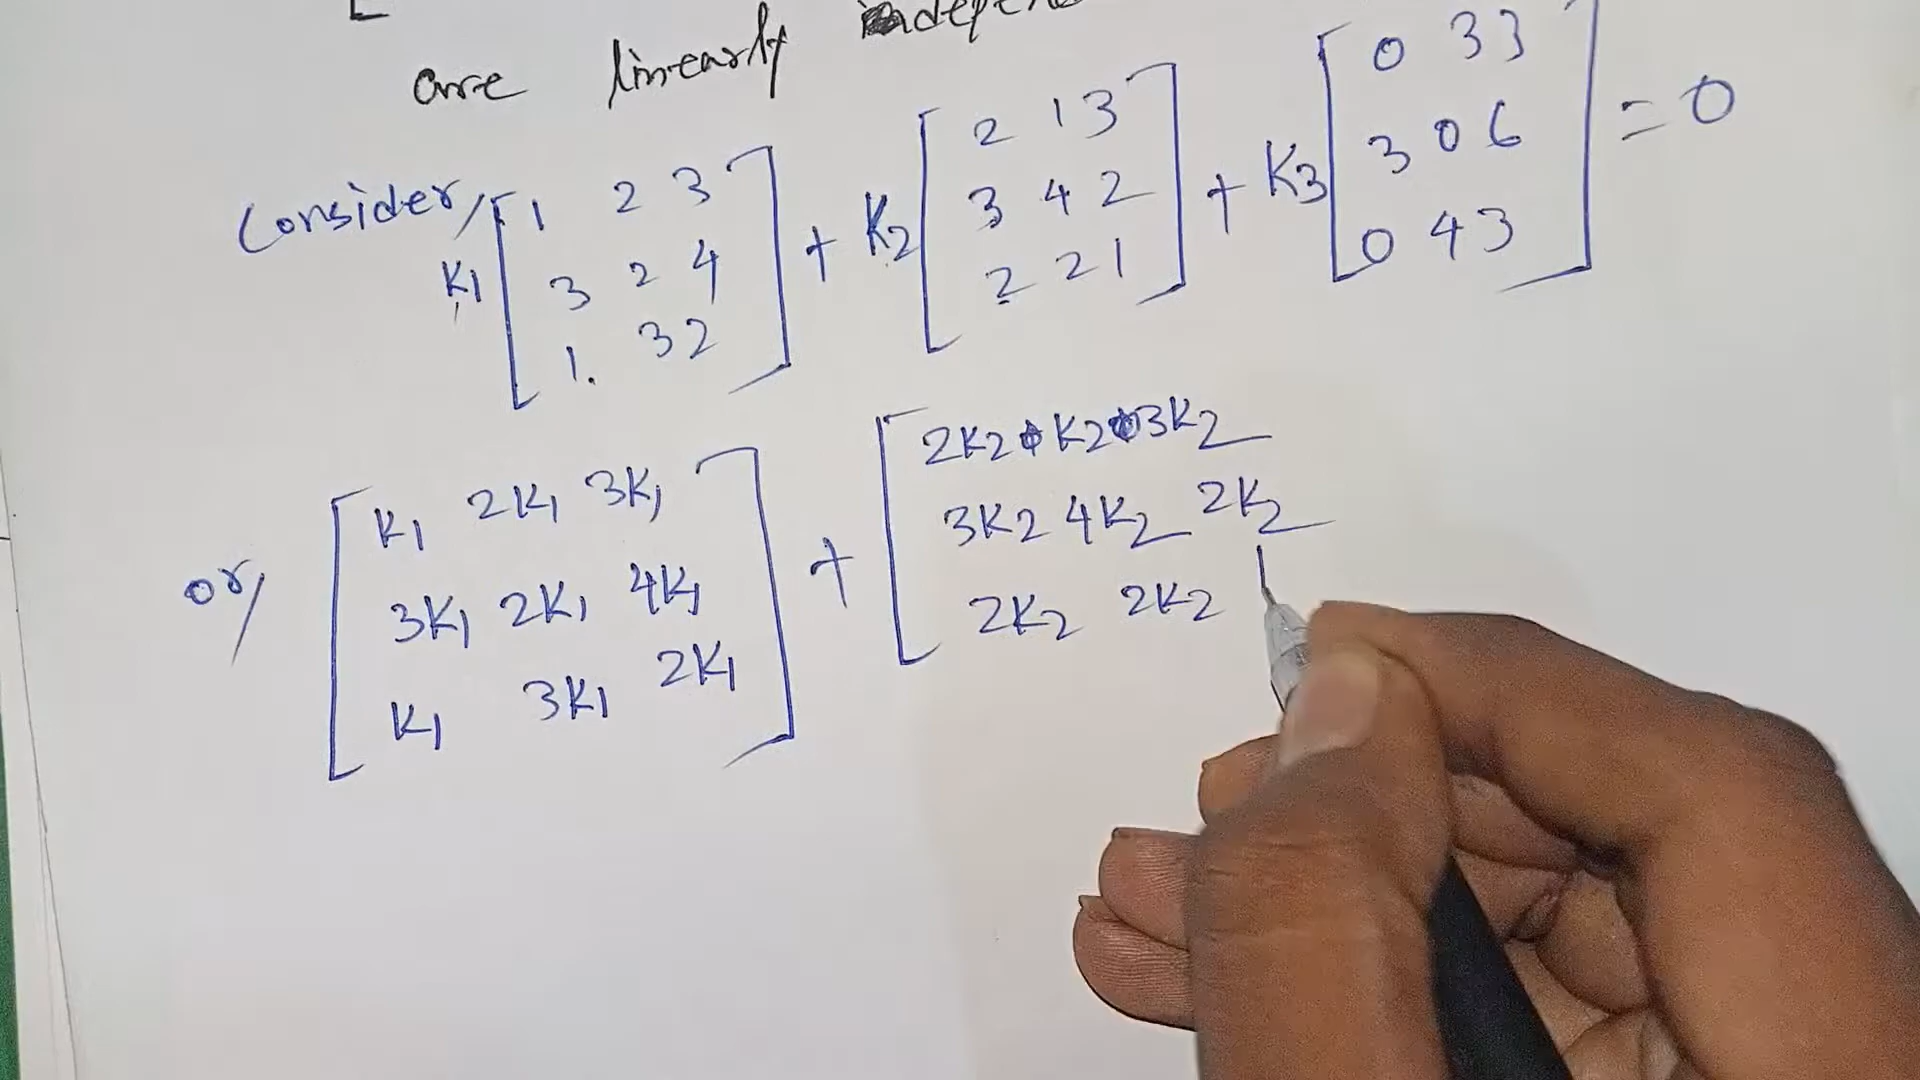 are linearly
Consider/ K1 [1 2 3 + K2 [2 1 3 + K3 [0 3 3 = 0
3 2 4 3 4 2 3 0 6
1. 3 2] 2 2 1] 0 4 3]
or/ [K1 2K1 3K1 + [2K2 K2 3K2
3K1 2K1 4K1 3K2 4K2 2K2
K1 3K1 2K1] 2K2 2K2